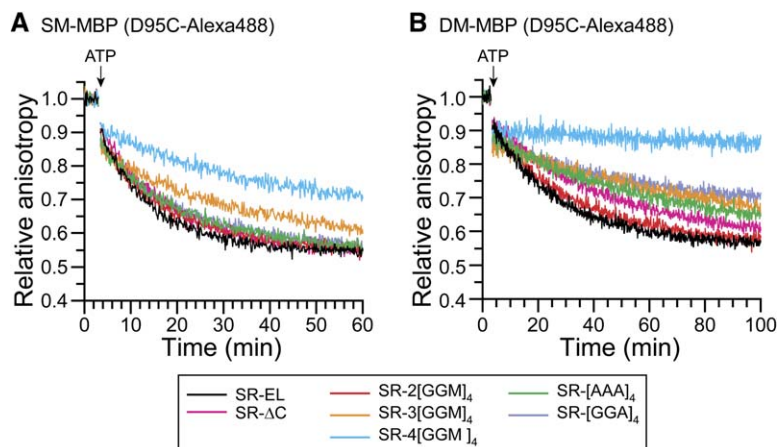 A SM-MBP (D95C-Alexa488)
ATP
Relative anisotropy
1.0
0.9
0.8
0.7
0.6
0.5
0.4
0 20 40 60
Time (min)
B DM-MBP (D95C-Alexa488)
ATP
Relative anisotropy
1.0
0.9
0.8
0.7
0.6
0.5
0.4
0 20 40 60 80 100
Time (min)
SR-EL SR-2[GGM]4 SR-[AAA]4
SR-ΔC SR-3[GGM]4 SR-[GGA]4
SR-4[GGM ]4